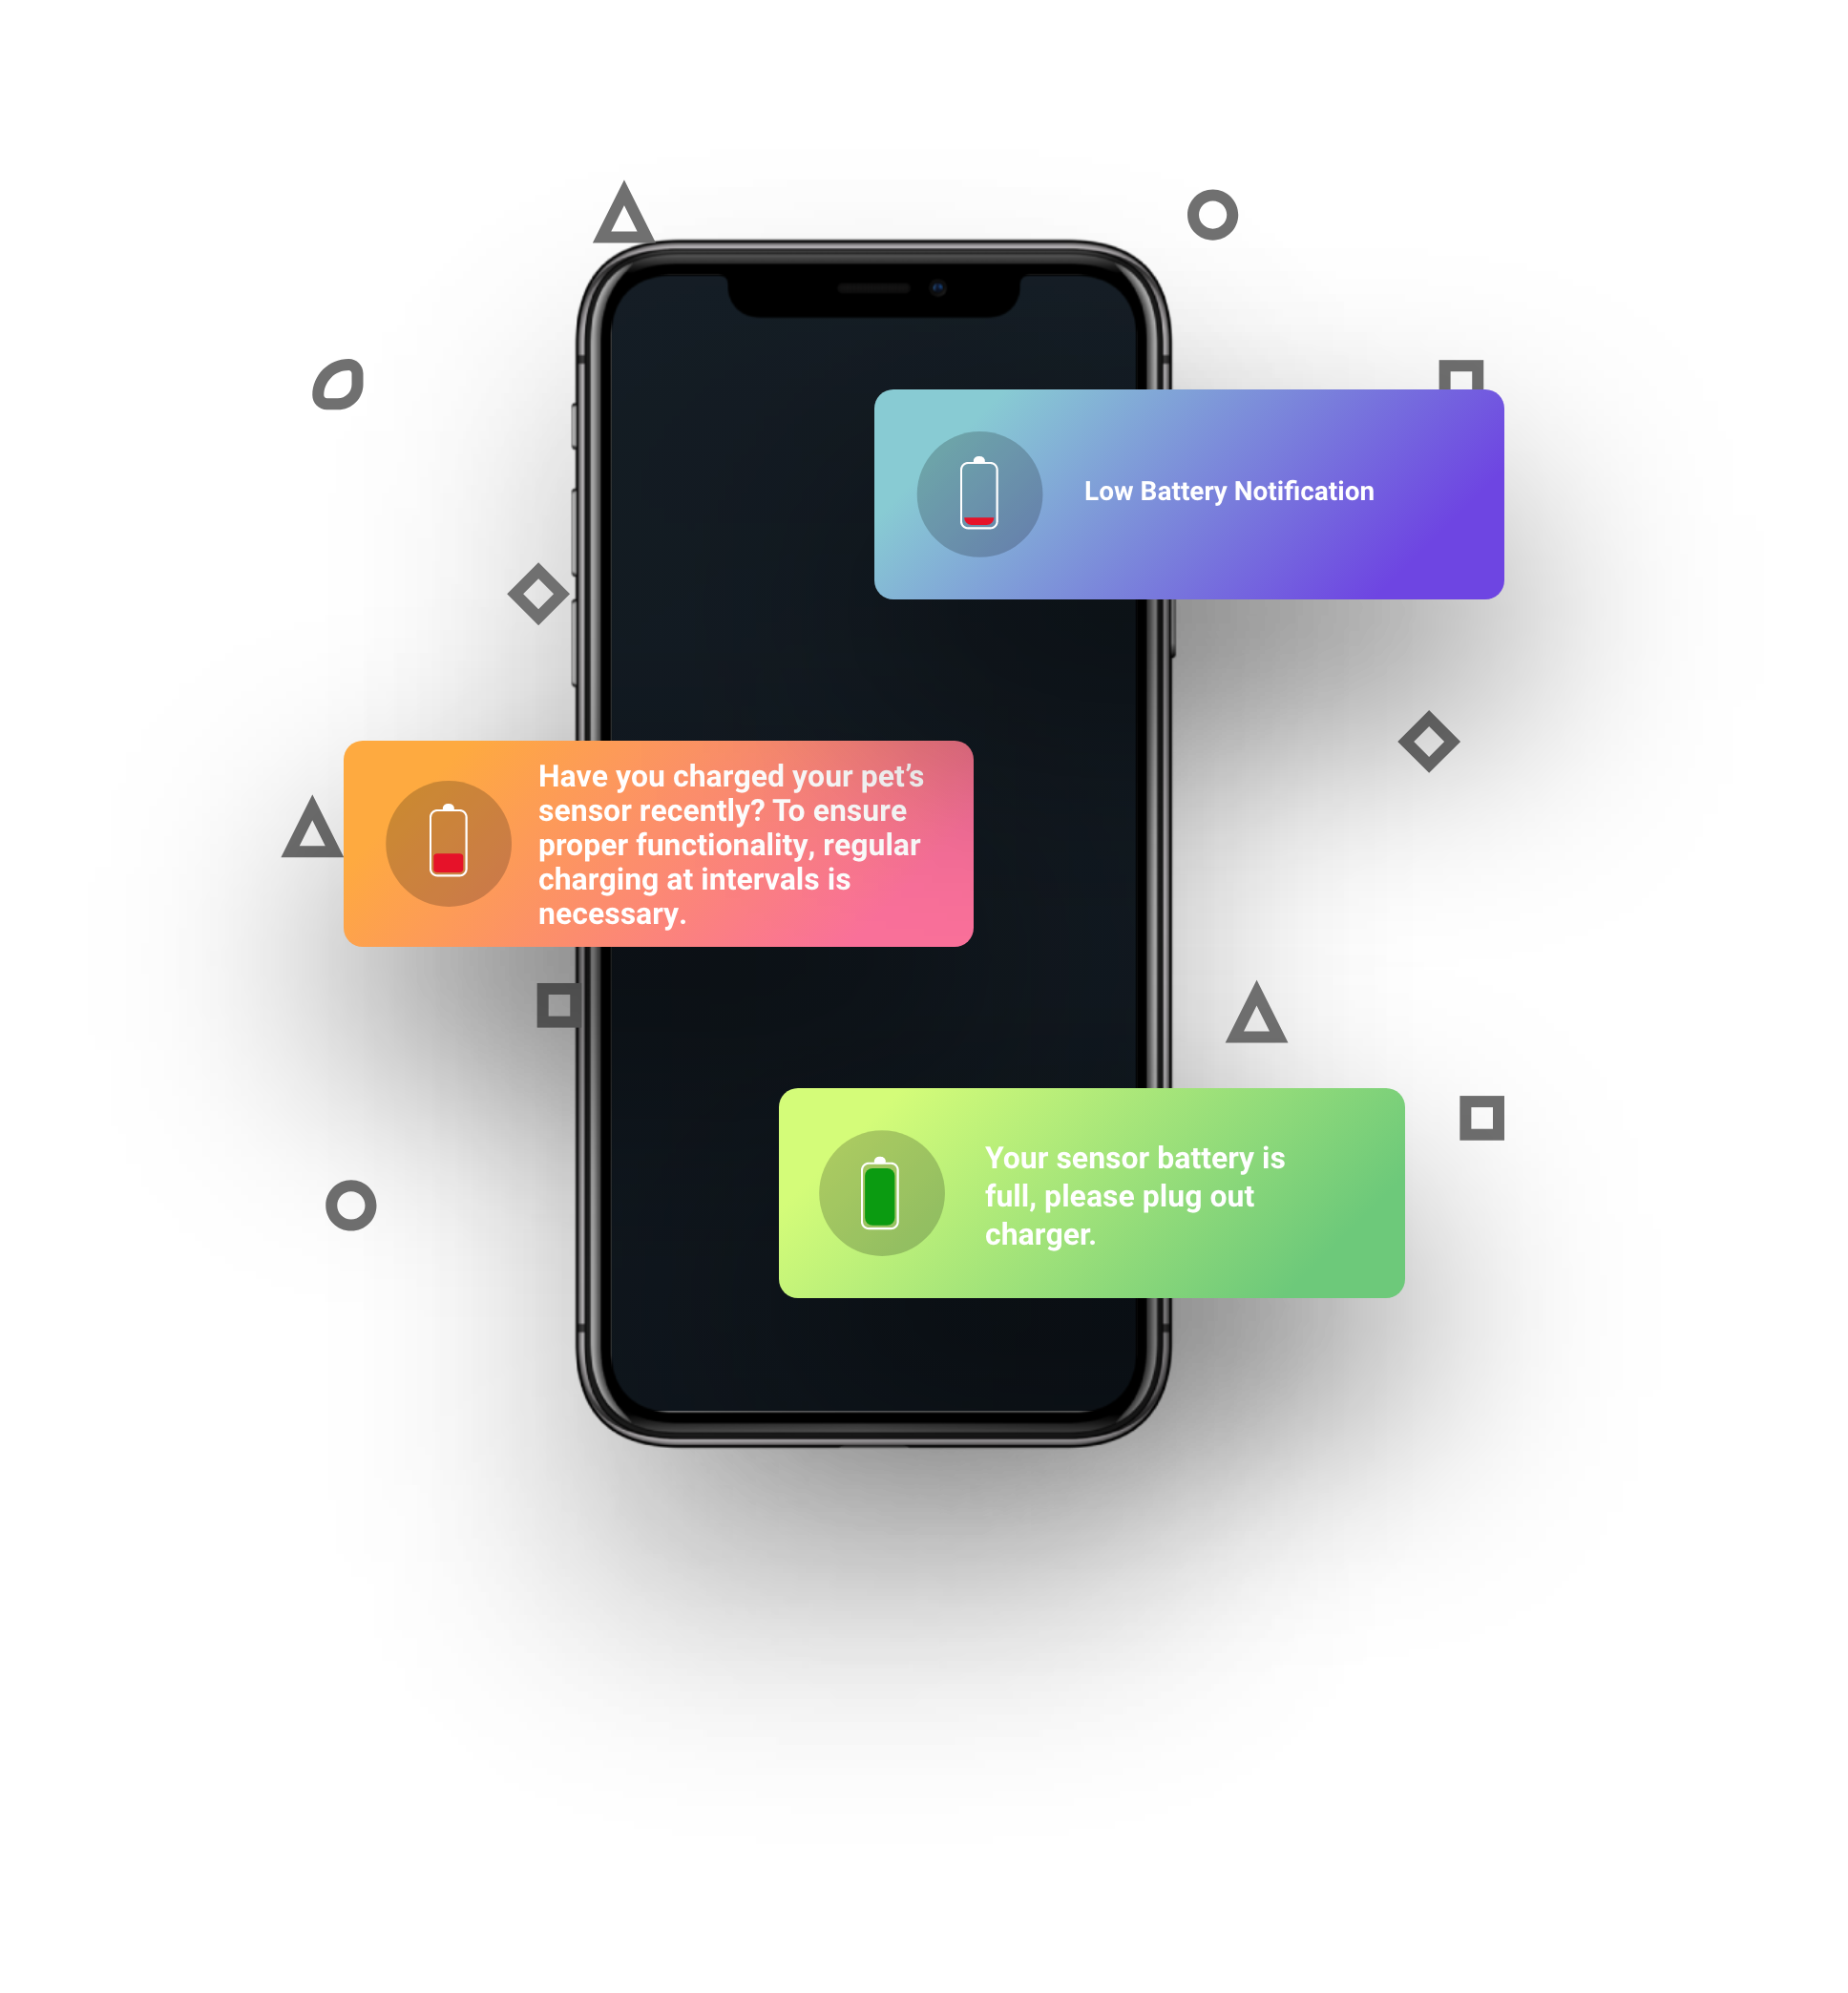 Low Battery Notification
Have you charged your pet’s
sensor recently? To ensure
proper functionality, regular
charging at intervals is
necessary.
Your sensor battery is
full, please plug out
charger.